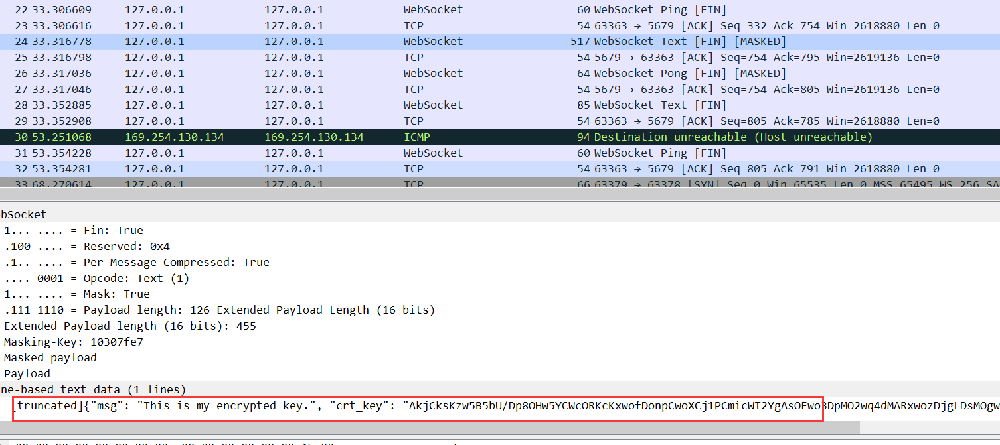 22 33.306609 127.0.0.1 127.0.0.1 WebSocket 60 WebSocket Ping [FIN]
23 33.306616 127.0.0.1 127.0.0.1 TCP 54 63363 → 5679 [ACK] Seq=332 Ack=754 Win=2618880 Len=0
24 33.316778 127.0.0.1 127.0.0.1 WebSocket 517 WebSocket Text [FIN] [MASKED]
25 33.316798 127.0.0.1 127.0.0.1 TCP 54 5679 → 63363 [ACK] Seq=754 Ack=795 Win=2619136 Len=0
26 33.317036 127.0.0.1 127.0.0.1 WebSocket 64 WebSocket Pong [FIN] [MASKED]
27 33.317046 127.0.0.1 127.0.0.1 TCP 54 5679 → 63363 [ACK] Seq=754 Ack=805 Win=2619136 Len=0
28 33.352885 127.0.0.1 127.0.0.1 WebSocket 85 WebSocket Text [FIN]
29 33.352908 127.0.0.1 127.0.0.1 TCP 54 63363 → 5679 [ACK] Seq=805 Ack=785 Win=2618880 Len=0
30 53.251068 169.254.130.134 169.254.130.134 ICMP 94 Destination unreachable (Host unreachable)
31 53.354228 127.0.0.1 127.0.0.1 WebSocket 60 WebSocket Ping [FIN]
32 53.354281 127.0.0.1 127.0.0.1 TCP 54 63363 → 5679 [ACK] Seq=805 Ack=791 Win=2618880 Len=0
33 68.270614 127.0.0.1 127.0.0.1 TCP 66 63379 → 63378 [SYN] Seq=0 Win=65535 Len=0 MSS=65495 WS=256 SA
bSocket
1... .... = Fin: True
.100 .... = Reserved: 0x4
.1.. .... = Per-Message Compressed: True
.... 0001 = Opcode: Text (1)
1... .... = Mask: True
.111 1110 = Payload length: 126 Extended Payload Length (16 bits)
Extended Payload length (16 bits): 455
Masking-Key: 10307fe7
Masked payload
Payload
ne-based text data (1 lines)
[truncated]{"msg": "This is my encrypted key.", "crt_key": "AkjCksKzw5B5bU/Dp8OHw5YCWcORKcKxwofDonpCwoXCj1PCmicWT2YgAsOEwo3DpMO2wq4dMARxwozDjgLDsMOgw